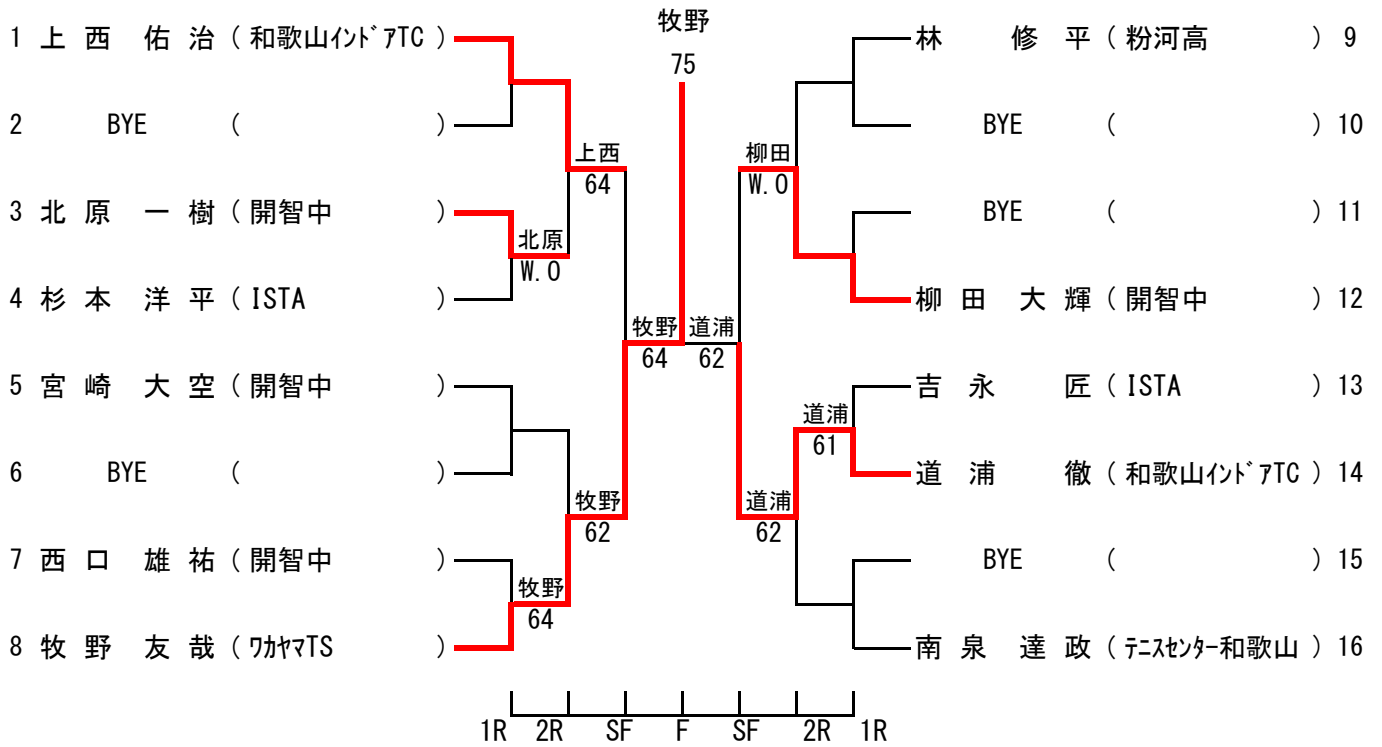 牧野
75
1 上西 佑治 ( 和歌山ｲﾝﾄﾞｱTC )
2 BYE ( )
3 北原 一樹 ( 開智中 )
4 杉本 洋平 ( ISTA )
5 宮崎 大空 ( 開智中 )
6 BYE ( )
7 西口 雄祐 ( 開智中 )
8 牧野 友哉 ( ﾜｶﾔﾏTS )
北原
W.O
牧野
64
上西
64
牧野
62
牧野
64
道浦
62
柳田
W.O
道浦
62
道浦
61
林 修平 ( 粉河高 ) 9
BYE ( ) 10
BYE ( ) 11
柳田 大輝 ( 開智中 ) 12
吉永 匠 ( ISTA ) 13
道浦 徹 ( 和歌山ｲﾝﾄﾞｱTC ) 14
BYE ( ) 15
南泉 達政 ( ﾃﾆｽｾﾝﾀｰ和歌山 ) 16
1R 2R SF F SF 2R 1R